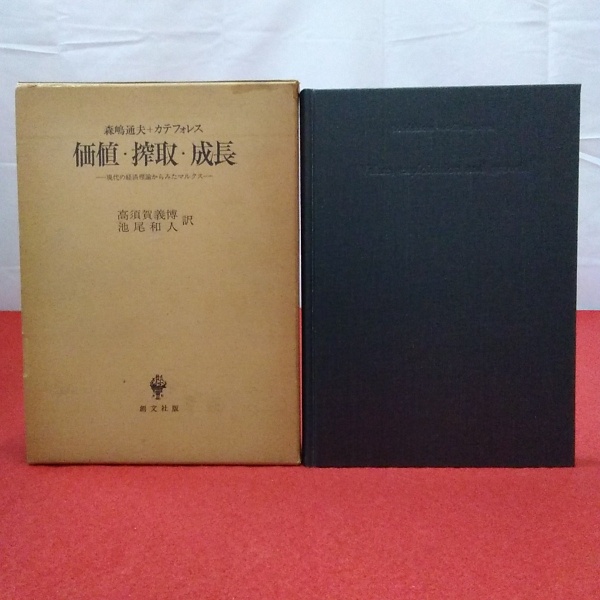 森嶋通夫+カテフォレス
価値・搾取・成長
―現代の経済理論からみたマルクス―
高須賀義博
池尾和人 訳
創文社版